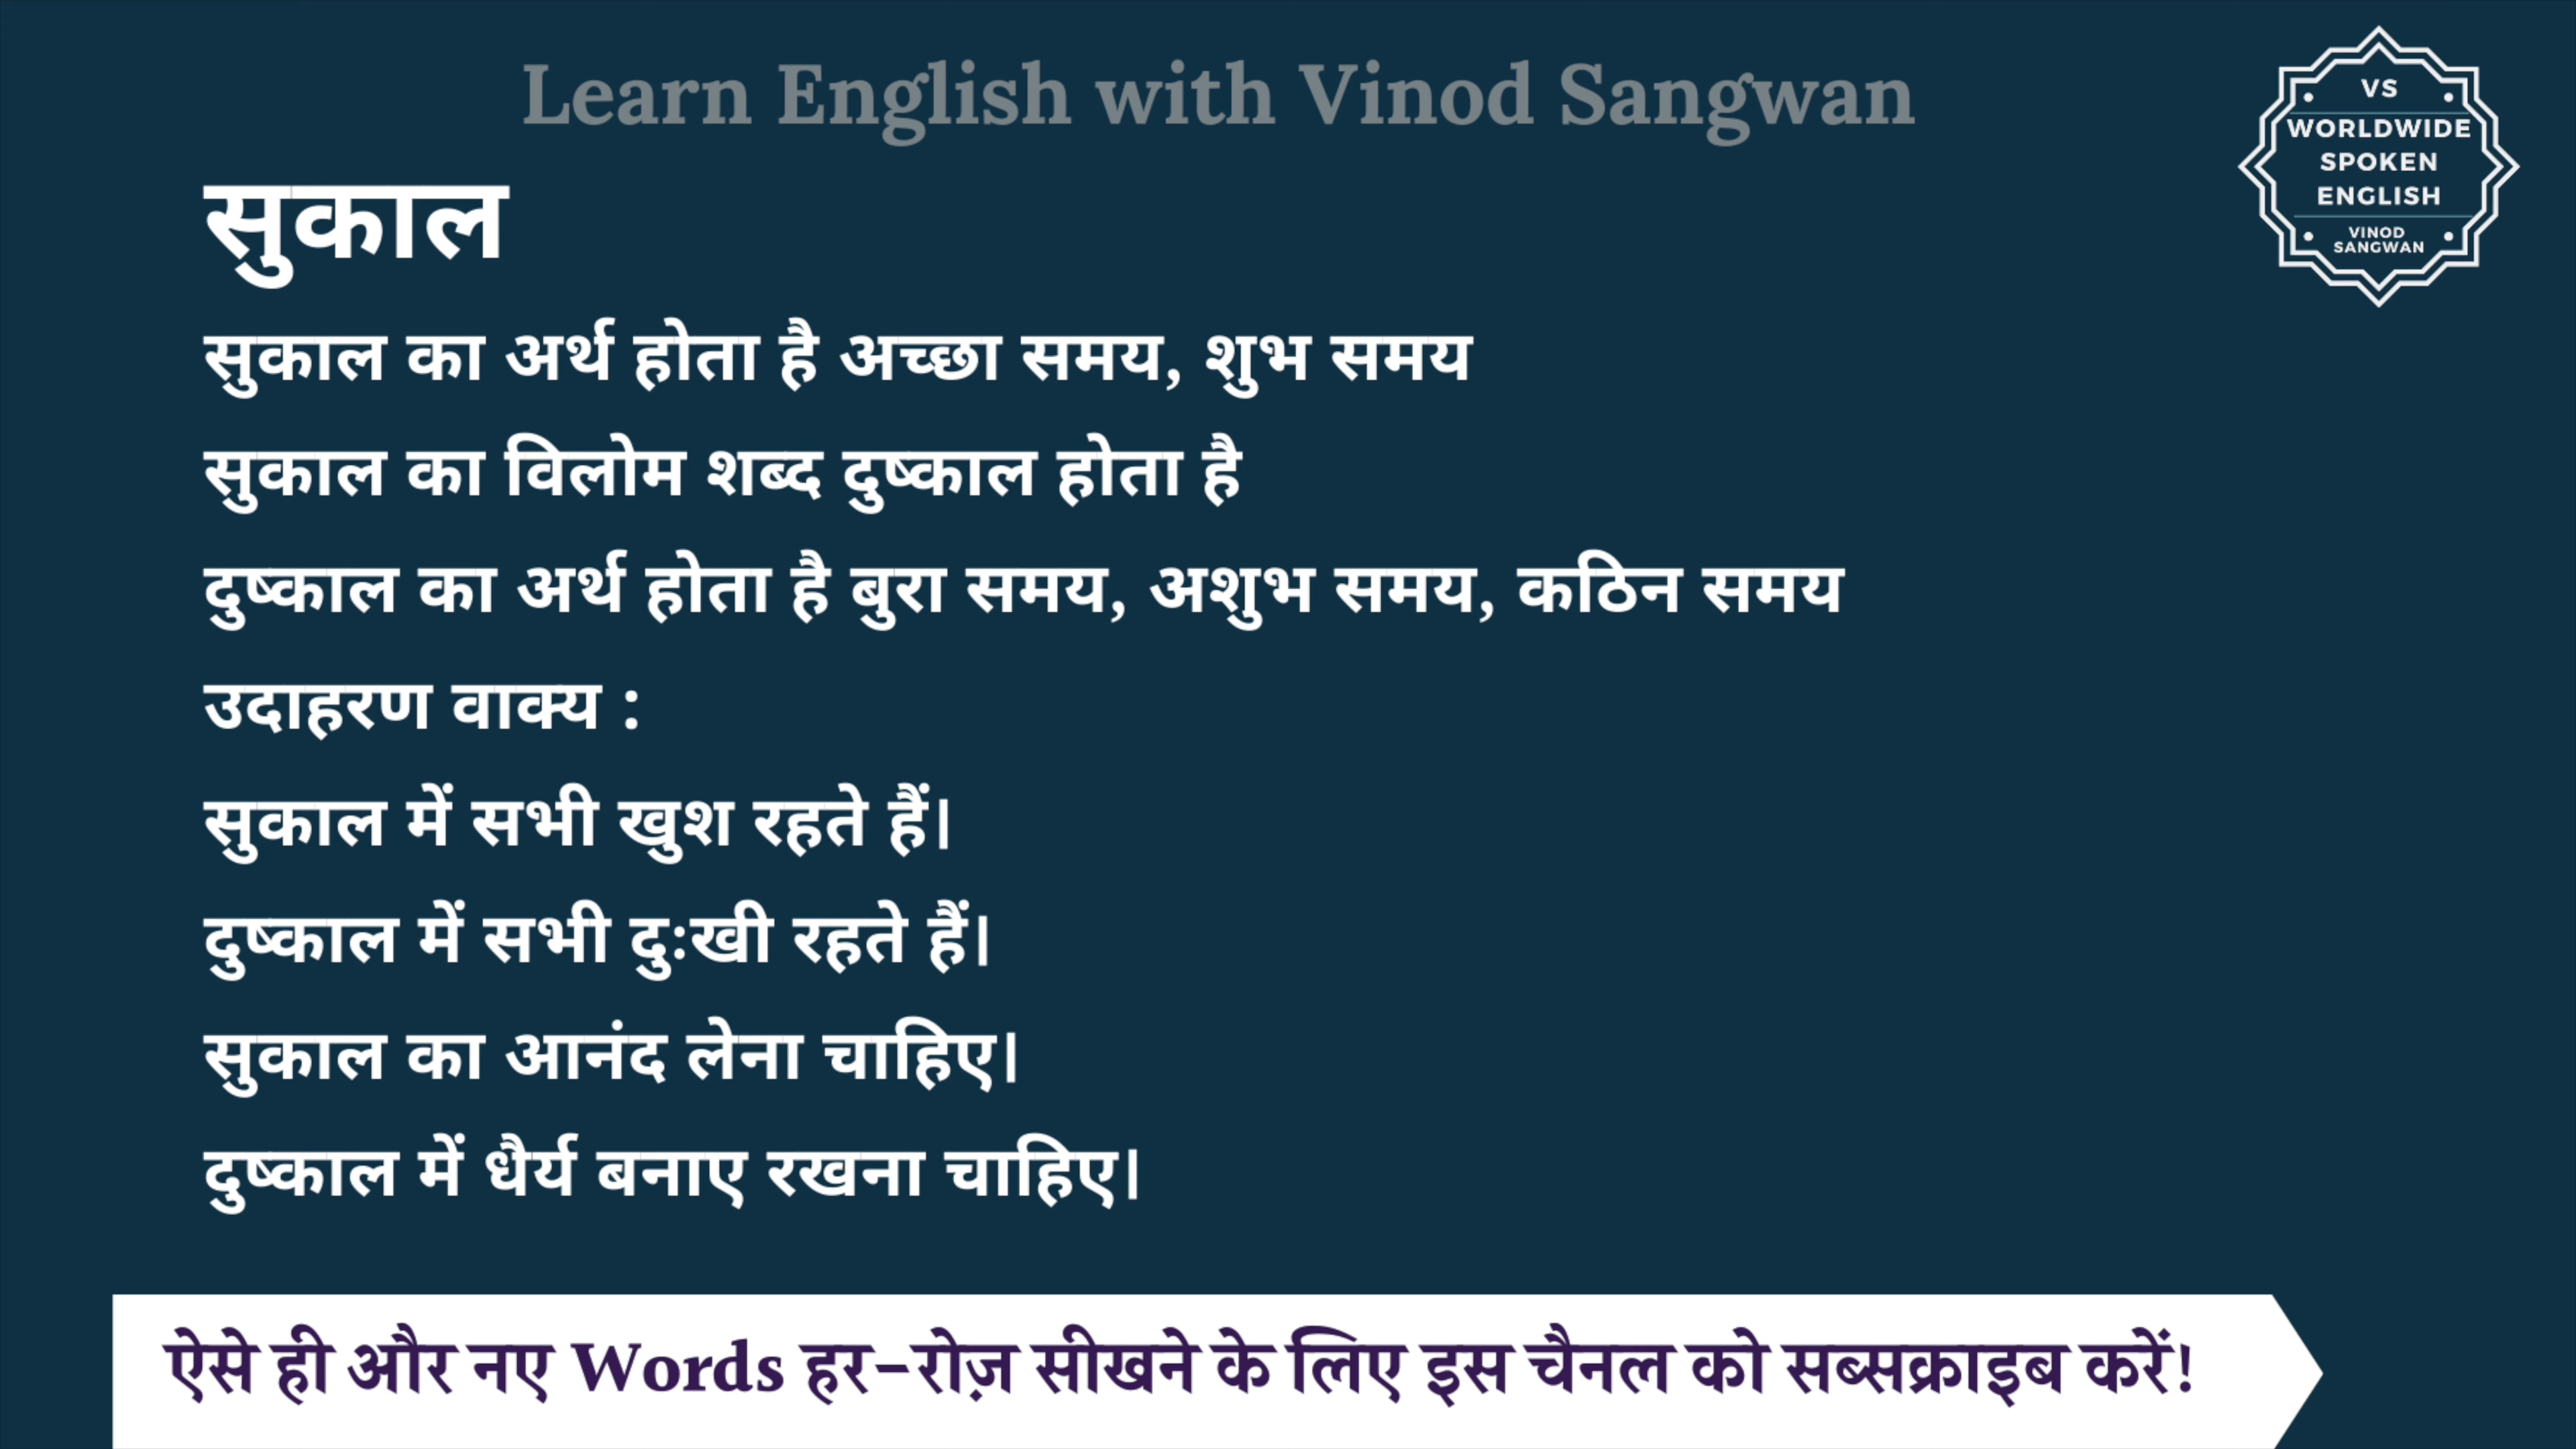 Learn English with Vinod Sangwan
VS
WORLDWIDE
SPOKEN
ENGLISH
VINOD
SANGWAN
सुकाल
सुकाल का अर्थ होता है अच्छा समय, शुभ समय
सुकाल का विलोम शब्द दुष्काल होता है
दुष्काल का अर्थ होता है बुरा समय, अशुभ समय, कठिन समय
उदाहरण वाक्य :
सुकाल में सभी खुश रहते हैं।
दुष्काल में सभी दुःखी रहते हैं।
सुकाल का आनंद लेना चाहिए।
दुष्काल में धैर्य बनाए रखना चाहिए।
ऐसे ही और नए Words हर-रोज़ सीखने के लिए इस चैनल को सब्सक्राइब करें!